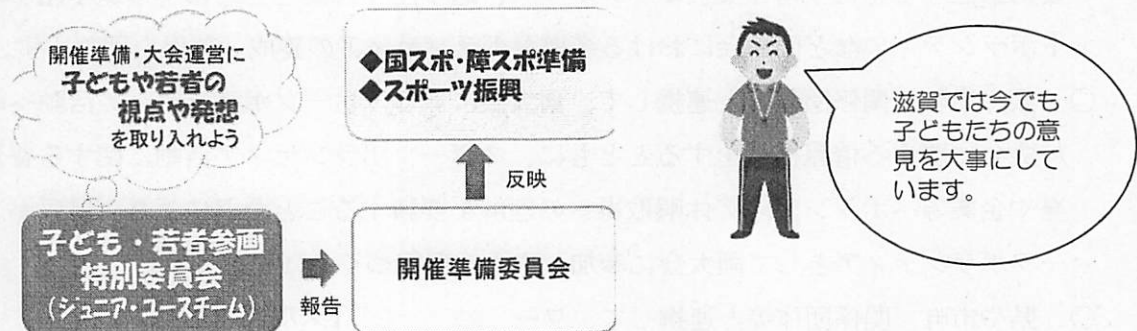 開催準備・大会運営に
子どもや若者の
視点や発想
を取り入れよう
◆国スポ・障スポ準備
◆スポーツ振興
反映
子ども・若者参画
特別委員会
（ジュニア・ユースチーム）
報告
開催準備委員会
滋賀では今でも
子どもたちの意
見を大事にして
います。